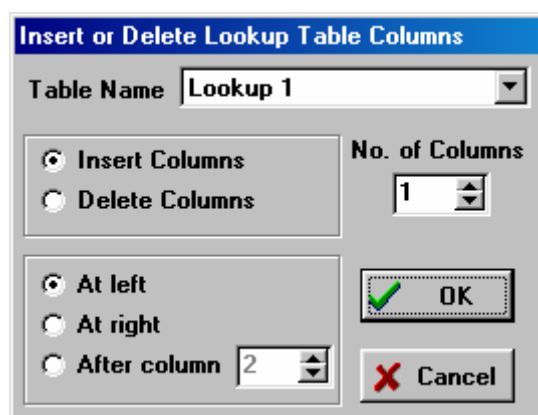 Insert or Delete Lookup Table Columns
Table Name Lookup 1
Insert Columns
Delete Columns
No. of Columns
1
At left
At right
After column 2
OK
Cancel